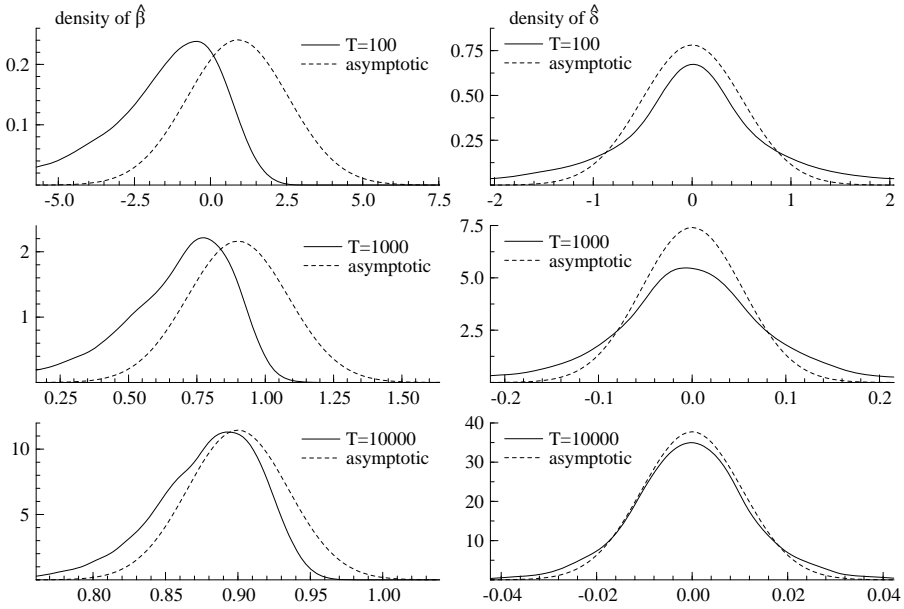 density of β̂
T=100
asymptotic
0.2
0.1
-5.0 -2.5 0.0 2.5 5.0 7.5
density of δ̂
T=100
asymptotic
0.75
0.50
0.25
-2 -1 0 1 2
T=1000
asymptotic
2
1
0.25 0.50 0.75 1.00 1.25 1.50
T=1000
asymptotic
7.5
5.0
2.5
-0.2 -0.1 0.0 0.1 0.2
T=10000
asymptotic
10
5
0.80 0.85 0.90 0.95 1.00
T=10000
asymptotic
40
30
20
10
-0.04 -0.02 0.00 0.02 0.04